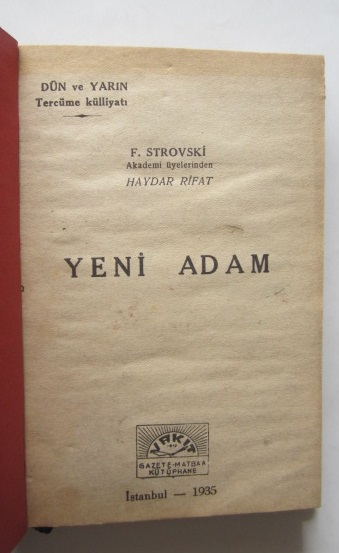 DÜN ve YARIN
Tercüme külliyatı
F. STROVSKİ
Akademi üyelerinden
HAYDAR RİFAT
YENİ ADAM
VAKIT
GAZETE-MATBAA
KÜTÜPHANE
İstanbul — 1935